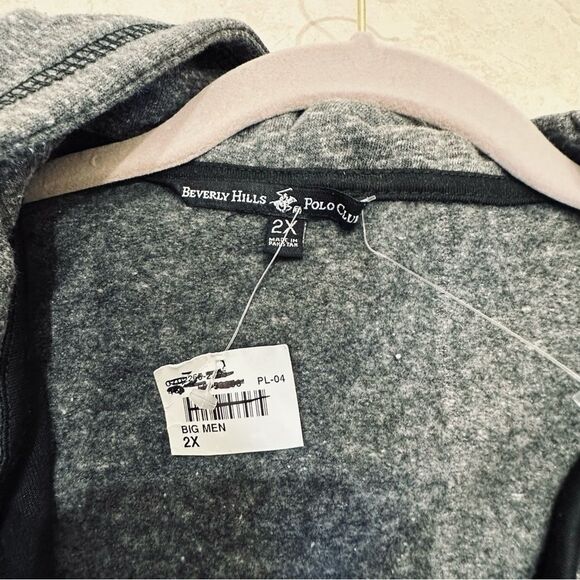 BEVERLY HILLS POLO CLUB
2X
MADE IN
PAKISTAN
PL-04
BIG MEN
2X